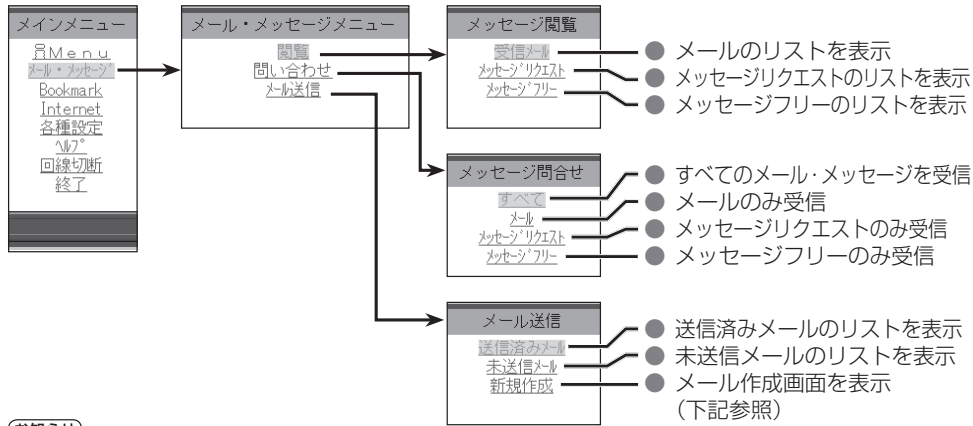 メインメニュー
Menu
メール・メッセージ
Bookmark
Internet
各種設定
ヘルプ
回線切断
終了
メール・メッセージメニュー
閲覧
問い合わせ
メール送信
メッセージ閲覧
受信メール
メッセージリクエスト
メッセージフリー
● メールのリストを表示
● メッセージリクエストのリストを表示
● メッセージフリーのリストを表示
メッセージ問合せ
すべて
メール
メッセージリクエスト
メッセージフリー
● すべてのメール・メッセージを受信
● メールのみ受信
● メッセージリクエストのみ受信
● メッセージフリーのみ受信
メール送信
送信済みメール
未送信メール
新規作成
● 送信済みメールのリストを表示
● 未送信メールのリストを表示
● メール作成画面を表示
（下記参照）